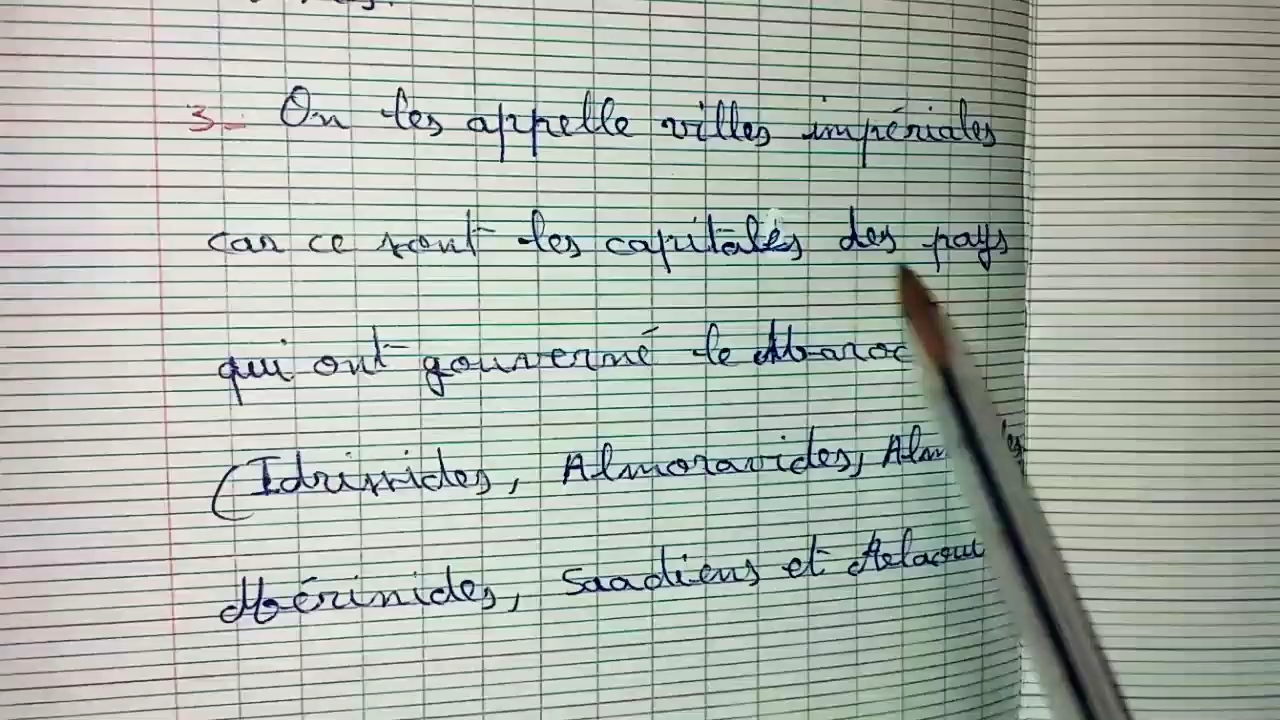 3- On les appelle villes impériales
car ce sont les capitales des pays
qui ont gouverné le Maroc
(Idrissides, Almoravides,
Mérinides, Saadiens et